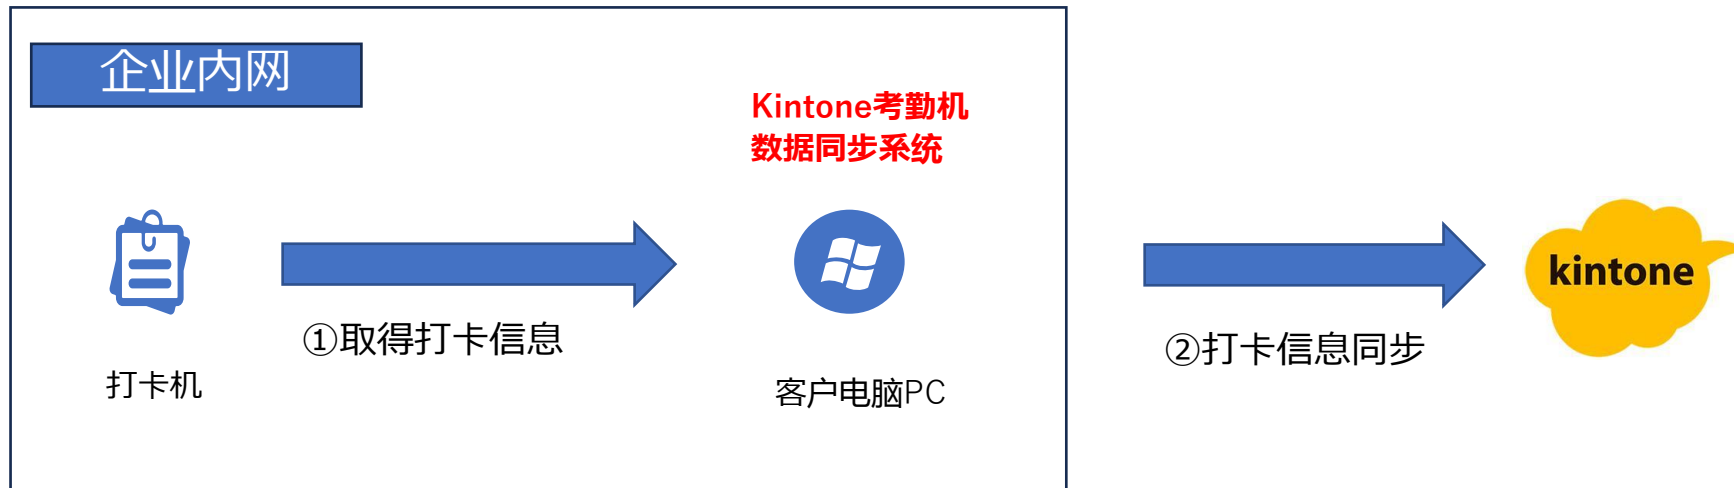 企业内网
Kintone考勤机
数据同步系统
①取得打卡信息
打卡机
客户电脑PC
②打卡信息同步
kintone